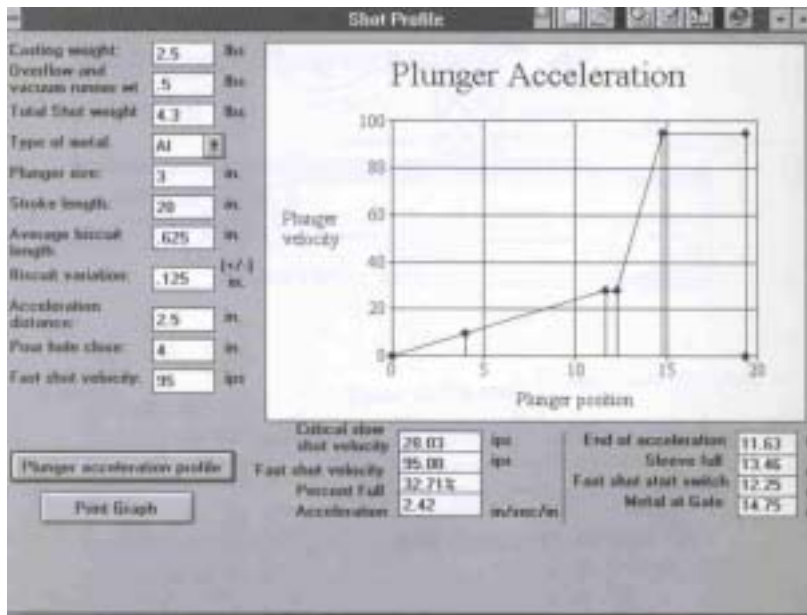 Shot Profile
Casting weight: 2.5 lbs
Overflow and
vacuum runner wt .5 lbs
Total Shot weight 4.3 lbs
Type of metal: Al
Plunger size: 3 in.
Stroke length: 20 in.
Average biscuit
length: .625 in.
Biscuit variation: .125 (+/-)
in.
Acceleration
distance: 2.5 in.
Pour hole close: 4 in.
Fast shot velocity: 95 ips
Plunger acceleration profile
Print Graph
Plunger Acceleration
Plunger
velocity
100
80
60
40
20
0
0 5 10 15 20
Plunger position
Critical slow
shot velocity 28.03 ips
Fast shot velocity 95.00 ips
Percent Full 32.71%
Acceleration 2.42 in/sec/in
End of acceleration 11.63
Sleeve full 13.46
Fast shot start switch 12.25
Metal at Gate 14.75